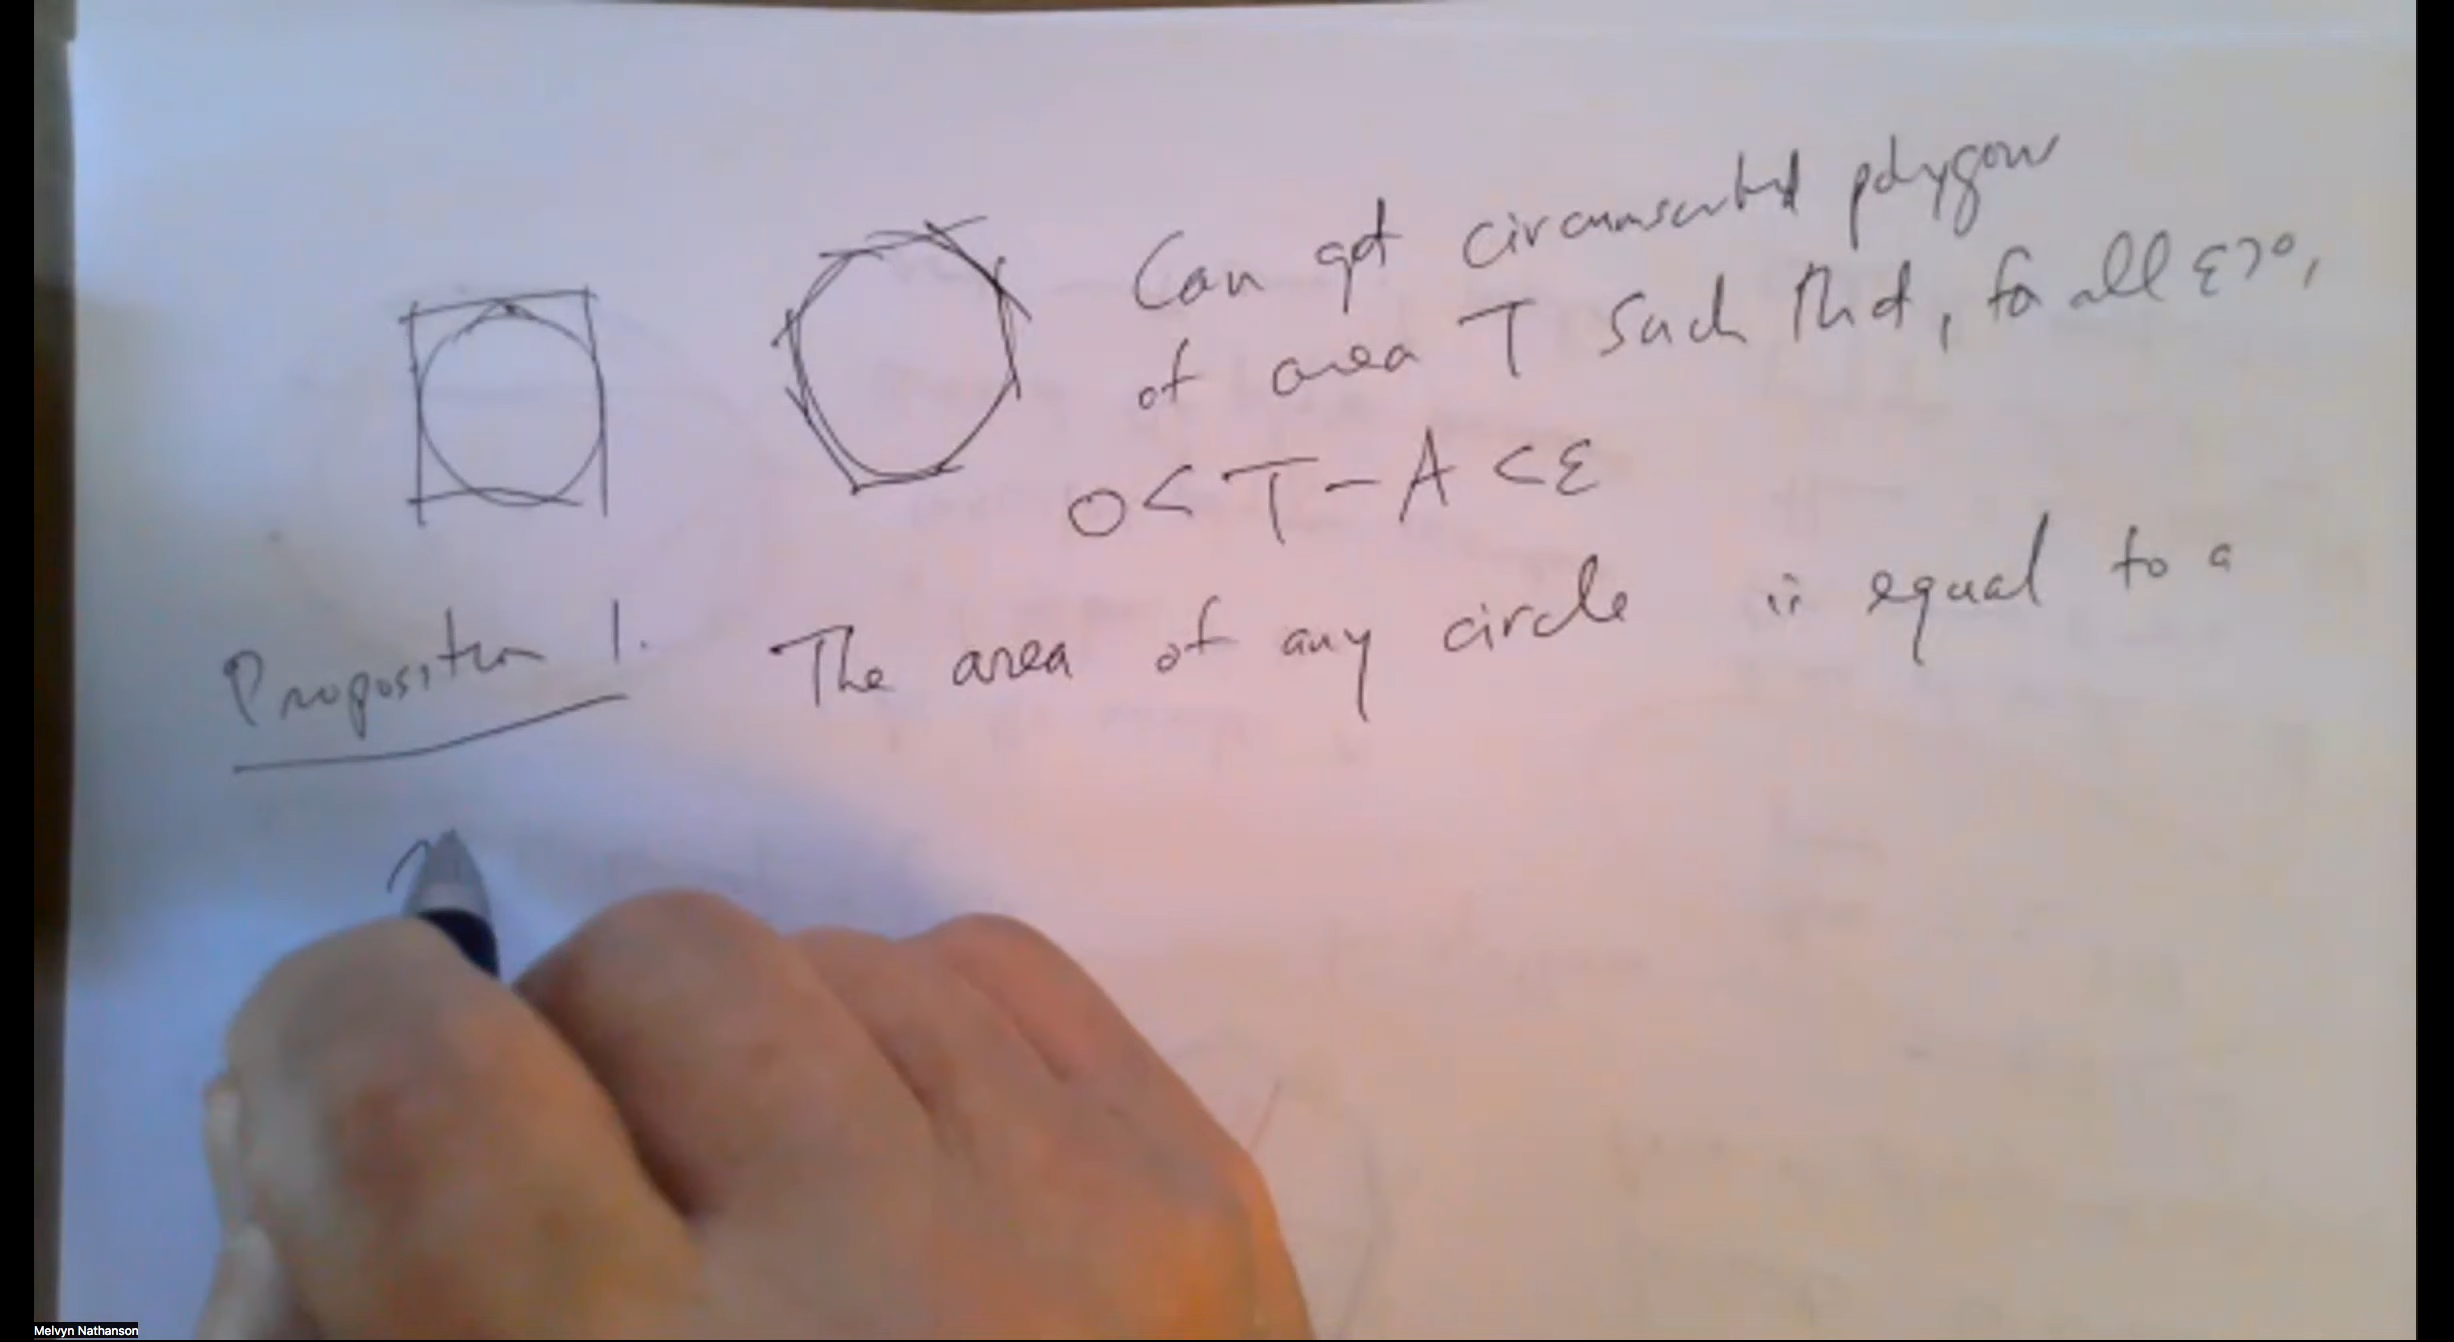 Can get circumscribed polygon
of area T such that, for all ε>0,
0 < T - A < ε
Proposition 1. The area of any circle is equal to a
Melvyn Nathanson